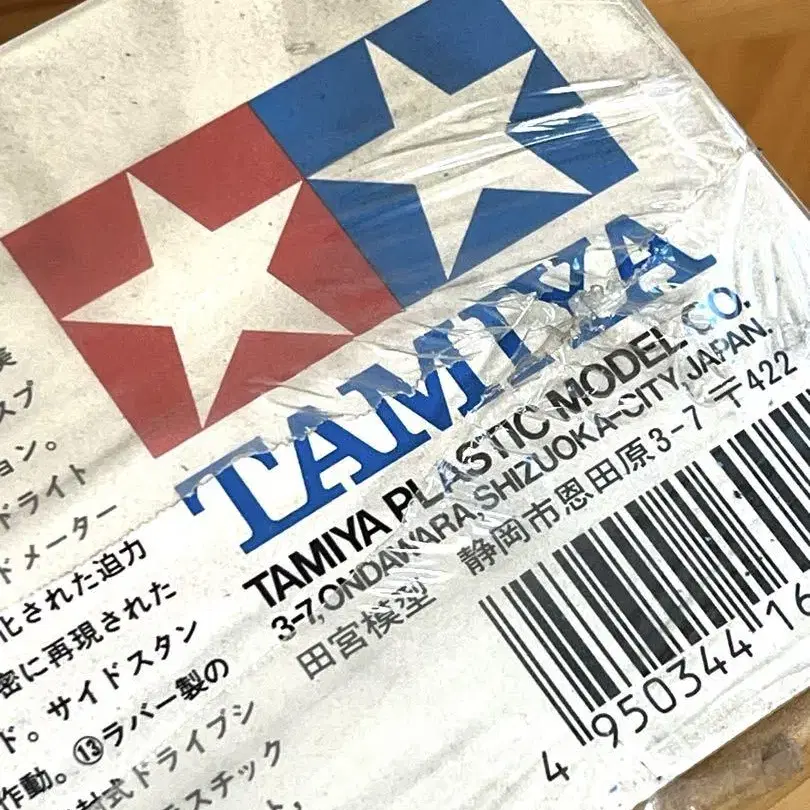 TAMIYA
TAMIYA PLASTIC MODEL CO.
3-7, ONDAWARA, SHIZUOKA-CITY, JAPAN.
田宮模型 静岡市恩田原3-7 〒422
4 950344 16
スプ
ョン。
ドライト
ドメーター
化された迫力
密に再現された
ド。サイドスタン
作動。⑬ラバー製の
封式ドライブシ
ラスチック